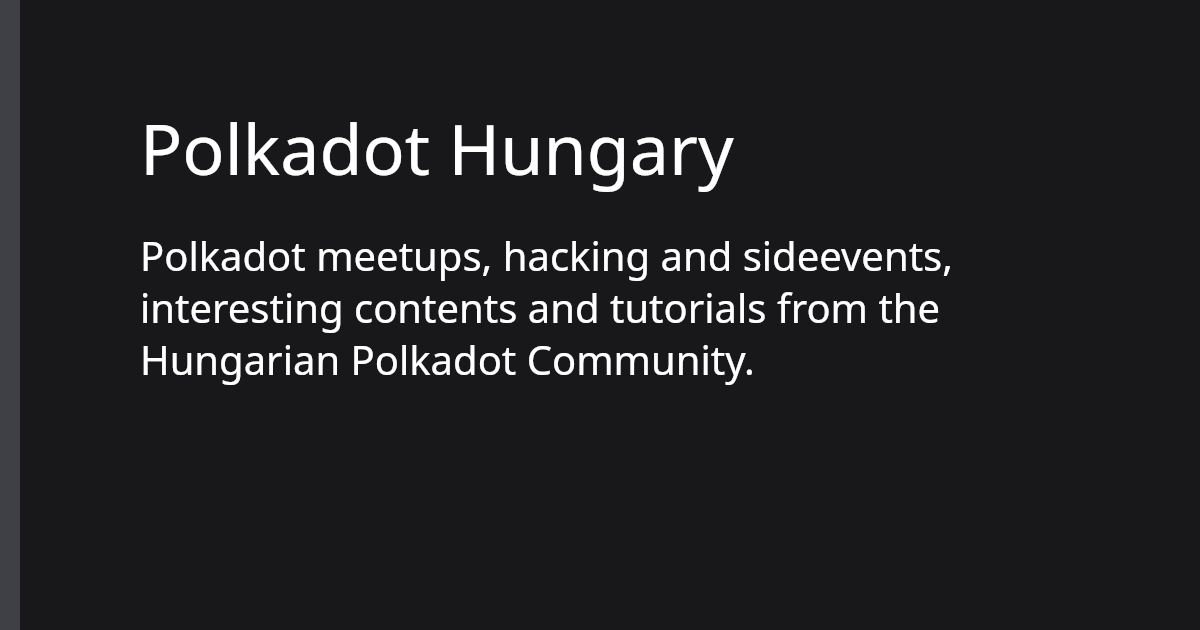 Polkadot Hungary
Polkadot meetups, hacking and sideevents,
interesting contents and tutorials from the
Hungarian Polkadot Community.